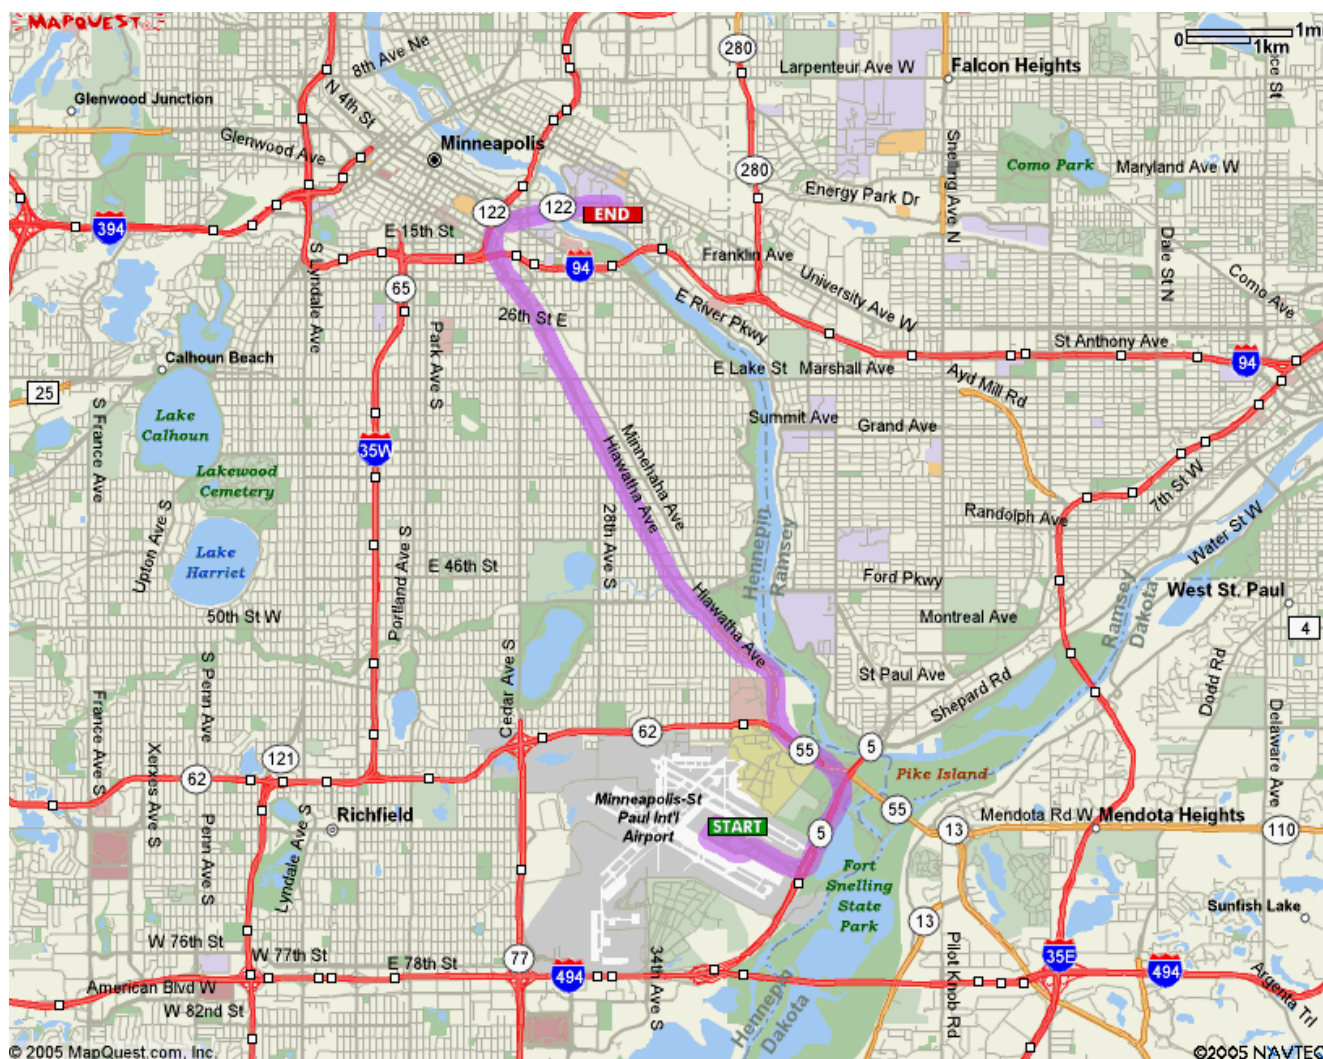 MAPQUEST
8th Ave Ne
280
Larpenteur Ave W
Falcon Heights
0
1mi
1km
Glenwood Junction
N 4th St
Glenwood Ave
Minneapolis
280
Energy Park Dr
Snelling Ave N
Como Park
Maryland Ave W
394
E 15th St
122
122
END
S Lyndale Ave
94
Franklin Ave
University Ave W
Dale St N
Como Ave
65
26th St E
E River Pkwy
St Anthony Ave
94
Park Ave S
Calhoun Beach
E Lake St
Marshall Ave
Ayd Mill Rd
25
S France Ave
Lake
Calhoun
Summit Ave
Grand Ave
35W
Minnehaha Ave
Hiawatha Ave
Lakewood
Cemetery
7th St W
Upton Ave S
28th Ave S
Randolph Ave
Water St W
Lake
Harriet
Portland Ave S
E 46th St
Hennepin
Ramsey
Ford Pkwy
Ramsey
Dakota
West St. Paul
50th St W
Hiawatha Ave
Montreal Ave
4
S Penn Ave
Cedar Ave S
St Paul Ave
Shepard Rd
Dodd Rd
France Ave S
Xerxes Ave S
62
121
62
55
5
Pike Island
Delaware Ave
Richfield
Minneapolis-St
Paul Int'l
Airport
START
5
55
13
Mendota Rd W
Mendota Heights
110
Penn Ave S
Lyndale Ave S
Fort
Snelling
State
Park
13
Sunfish Lake
W 76th St
W 77th St
E 78th St
77
494
34th Ave S
Pilot Knob Rd
35E
494
American Blvd W
W 82nd St
Hennepin
Dakota
Argenta Trl
© 2005 MapQuest.com, Inc.
©2005 NAVTEQ